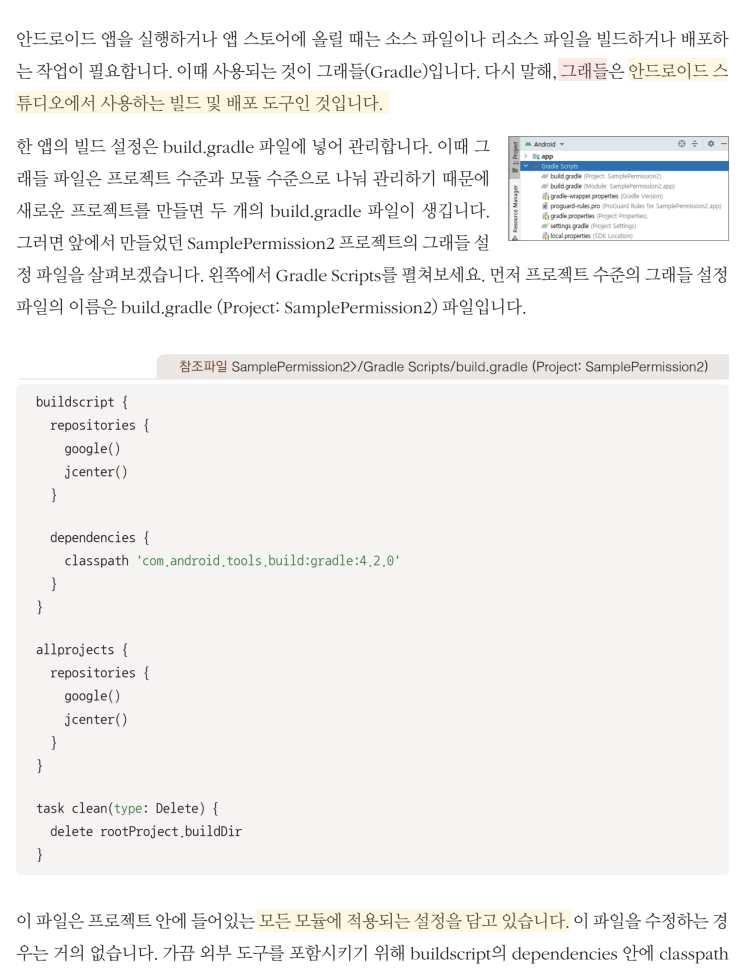 안드로이드 앱을 실행하거나 앱 스토어에 올릴 때는 소스 파일이나 리소스 파일을 빌드하거나 배포하
는 작업이 필요합니다. 이때 사용되는 것이 그래들(Gradle)입니다. 다시 말해, 그래들은 안드로이드 스
튜디오에서 사용하는 빌드 및 배포 도구인 것입니다.
한 앱의 빌드 설정은 build.gradle 파일에 넣어 관리합니다. 이때 그
래들 파일은 프로젝트 수준과 모듈 수준으로 나눠 관리하기 때문에
새로운 프로젝트를 만들면 두 개의 build.gradle 파일이 생깁니다.
그러면 앞에서 만들었던 SamplePermission2 프로젝트의 그래들 설
정 파일을 살펴보겠습니다. 왼쪽에서 Gradle Scripts를 펼쳐보세요. 먼저 프로젝트 수준의 그래들 설정
파일의 이름은 build.gradle (Project: SamplePermission2) 파일입니다.
1: Project
Resource Manager
Android
app
Gradle Scripts
build.gradle (Project: SamplePermission2)
build.gradle (Module: SamplePermission2.app)
gradle-wrapper.properties (Gradle Version)
proguard-rules.pro (ProGuard Rules for SamplePermission2.app)
gradle.properties (Project Properties)
settings.gradle (Project Settings)
local.properties (SDK Location)
참조파일 SamplePermission2>/Gradle Scripts/build.gradle (Project: SamplePermission2)
buildscript {
repositories {
google()
jcenter()
}
dependencies {
classpath 'com.android.tools.build:gradle:4.2.0'
}
}
allprojects {
repositories {
google()
jcenter()
}
}
task clean(type: Delete) {
delete rootProject.buildDir
}
이 파일은 프로젝트 안에 들어있는 모든 모듈에 적용되는 설정을 담고 있습니다. 이 파일을 수정하는 경
우는 거의 없습니다. 가끔 외부 도구를 포함시키기 위해 buildscript의 dependencies 안에 classpath